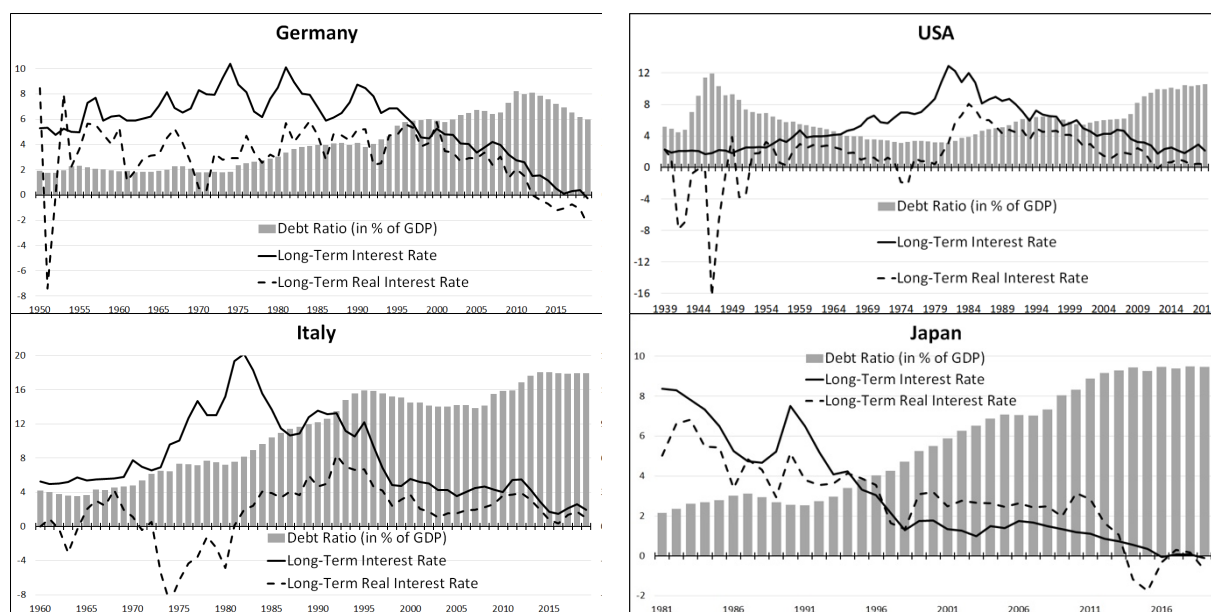 Germany
10
8
6
4
2
0
-2
-4
-6
-8
Debt Ratio (in % of GDP)
Long-Term Interest Rate
Long-Term Real Interest Rate
1950 1955 1960 1965 1970 1975 1980 1985 1990 1995 2000 2005 2010 2015
USA
12
8
4
0
-4
-8
-12
-16
Debt Ratio (in % of GDP)
Long-Term Interest Rate
Long-Term Real Interest Rate
1939 1944 1949 1954 1959 1964 1969 1974 1979 1984 1989 1994 1999 2004 2009 2014 201
Italy
20
16
12
8
4
0
-4
-8
Debt Ratio (in % of GDP)
Long-Term Interest Rate
Long-Term Real Interest Rate
1960 1965 1970 1975 1980 1985 1990 1995 2000 2005 2010 2015
Japan
Debt Ratio (in % of GDP)
Long-Term Interest Rate
Long-Term Real Interest Rate
10
8
6
4
2
0
-2
1981 1986 1991 1996 2001 2006 2011 2016